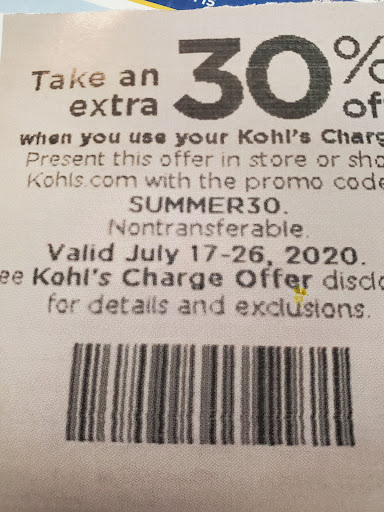 Take an extra 30% of
when you use your Kohl's Charg
Present this offer in store or sho
Kohls.com with the promo code
SUMMER30.
Nontransferable.
Valid July 17-26, 2020.
ee Kohl's Charge Offer disclo
for details and exclusions.